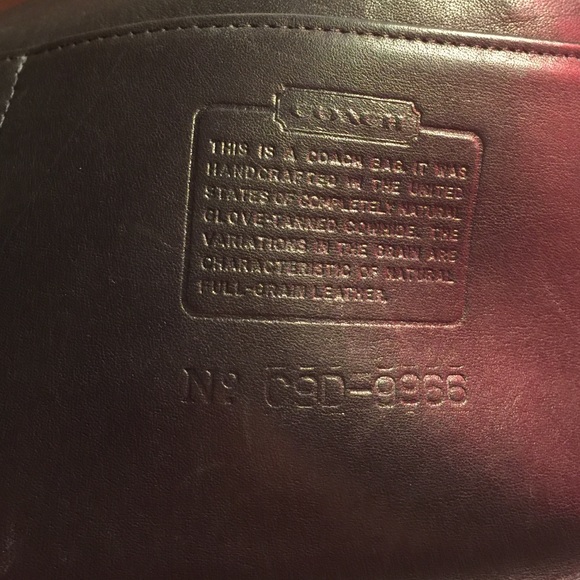 COACH
THIS IS A COACH BAG. IT WAS
HANDCRAFTED IN THE UNITED
STATES OF COMPLETELY NATURAL
GLOVE-TANNED COWHIDE. THE
VARIATIONS IN THE GRAIN ARE
CHARACTERISTIC OF NATURAL
FULL-GRAIN LEATHER.
Nº C9D-9966